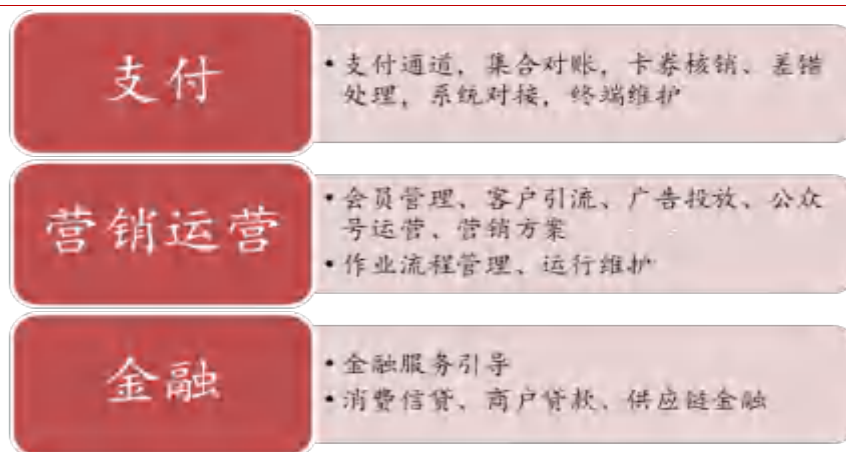 支付
• 支付通道，集合对账，卡券核销、差错
处理，系统对接，终端维护
营销运营
• 会员管理、客户引流、广告投放、公众
号运营、营销方案
• 作业流程管理、运行维护
金融
• 金融服务引导
• 消费信贷、商户贷款、供应链金融